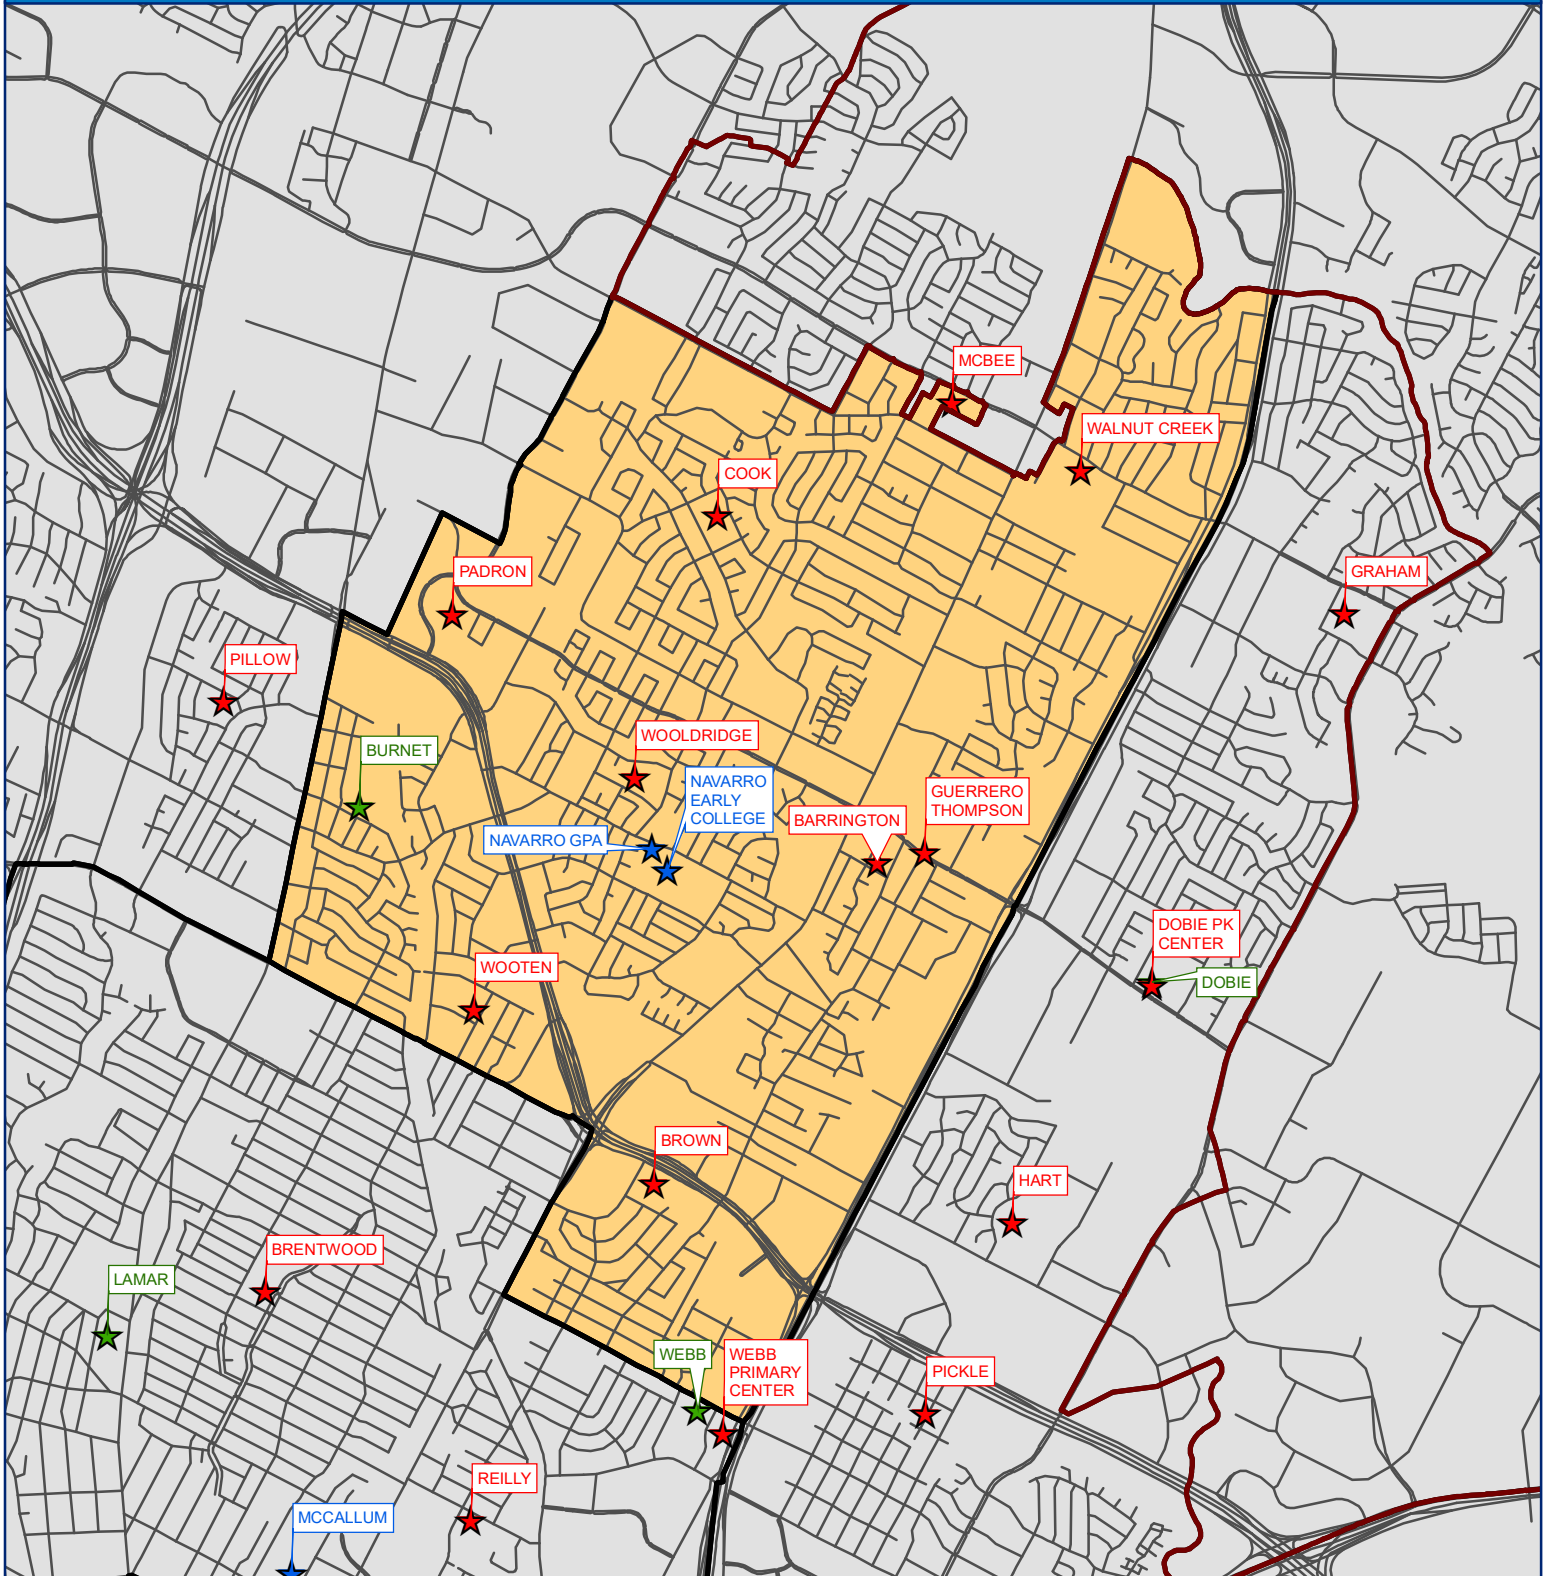 MCBEE
WALNUT CREEK
COOK
PADRON
GRAHAM
PILLOW
WOOLDRIDGE
BURNET
NAVARRO
EARLY
COLLEGE
GUERRERO
THOMPSON
BARRINGTON
NAVARRO GPA
DOBIE PK
CENTER
WOOTEN
DOBIE
BROWN
HART
BRENTWOOD
LAMAR
WEBB
WEBB
PRIMARY
CENTER
PICKLE
REILLY
MCCALLUM